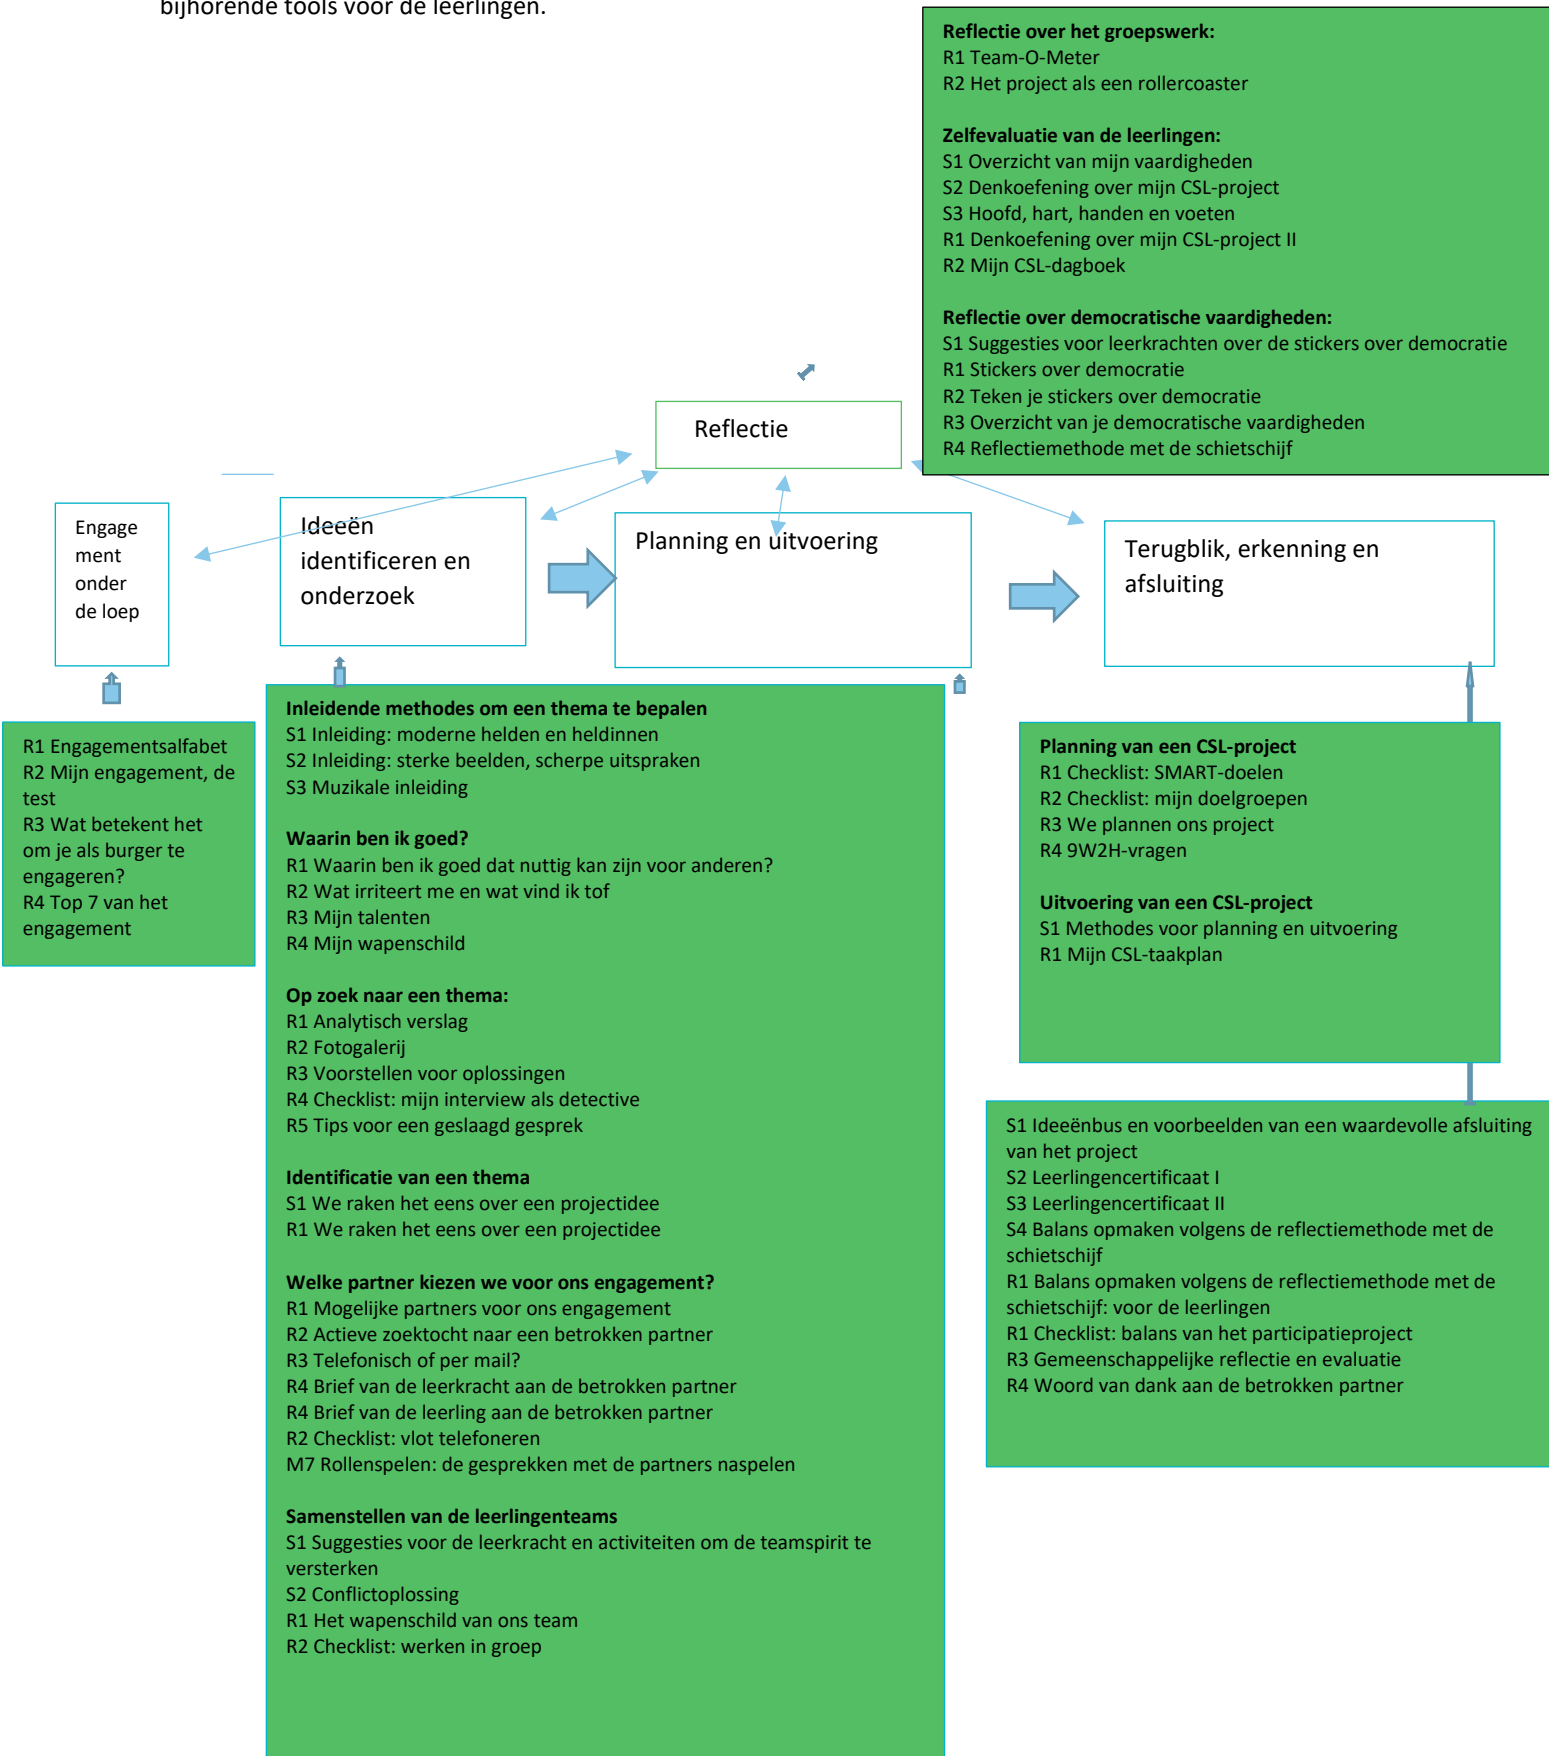 bijhorende tools voor de leerlingen.
Reflectie over het groepswerk:
R1 Team-O-Meter
R2 Het project als een rollercoaster
Zelfevaluatie van de leerlingen:
S1 Overzicht van mijn vaardigheden
S2 Denkoefening over mijn CSL-project
S3 Hoofd, hart, handen en voeten
R1 Denkoefening over mijn CSL-project II
R2 Mijn CSL-dagboek
Reflectie over democratische vaardigheden:
S1 Suggesties voor leerkrachten over de stickers over democratie
R1 Stickers over democratie
R2 Teken je stickers over democratie
R3 Overzicht van je democratische vaardigheden
R4 Reflectiemethode met de schietschijf
Reflectie
Engage
ment
onder
de loep
Ideeën
identificeren en
onderzoek
Planning en uitvoering
Terugblik, erkenning en
afsluiting
R1 Engagementsalfabet
R2 Mijn engagement, de
test
R3 Wat betekent het
om je als burger te
engageren?
R4 Top 7 van het
engagement
Inleidende methodes om een thema te bepalen
S1 Inleiding: moderne helden en heldinnen
S2 Inleiding: sterke beelden, scherpe uitspraken
S3 Muzikale inleiding
Waarin ben ik goed?
R1 Waarin ben ik goed dat nuttig kan zijn voor anderen?
R2 Wat irriteert me en wat vind ik tof
R3 Mijn talenten
R4 Mijn wapenschild
Op zoek naar een thema:
R1 Analytisch verslag
R2 Fotogalerij
R3 Voorstellen voor oplossingen
R4 Checklist: mijn interview als detective
R5 Tips voor een geslaagd gesprek
Identificatie van een thema
S1 We raken het eens over een projectidee
R1 We raken het eens over een projectidee
Welke partner kiezen we voor ons engagement?
R1 Mogelijke partners voor ons engagement
R2 Actieve zoektocht naar een betrokken partner
R3 Telefonisch of per mail?
R4 Brief van de leerkracht aan de betrokken partner
R4 Brief van de leerling aan de betrokken partner
R2 Checklist: vlot telefoneren
M7 Rollenspelen: de gesprekken met de partners naspelen
Samenstellen van de leerlingenteams
S1 Suggesties voor de leerkracht en activiteiten om de teamspirit te
versterken
S2 Conflictoplossing
R1 Het wapenschild van ons team
R2 Checklist: werken in groep
Planning van een CSL-project
R1 Checklist: SMART-doelen
R2 Checklist: mijn doelgroepen
R3 We plannen ons project
R4 9W2H-vragen
Uitvoering van een CSL-project
S1 Methodes voor planning en uitvoering
R1 Mijn CSL-taakplan
S1 Ideeënbus en voorbeelden van een waardevolle afsluiting
van het project
S2 Leerlingencertificaat I
S3 Leerlingencertificaat II
S4 Balans opmaken volgens de reflectiemethode met de
schietschijf
R1 Balans opmaken volgens de reflectiemethode met de
schietschijf: voor de leerlingen
R1 Checklist: balans van het participatieproject
R3 Gemeenschappelijke reflectie en evaluatie
R4 Woord van dank aan de betrokken partner